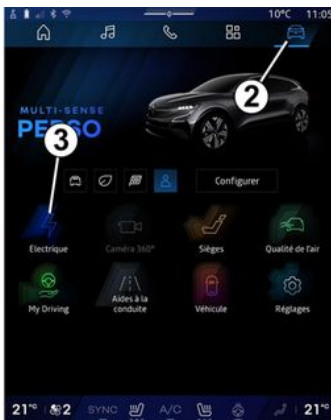 10°C 11:05
2
MULTI-SENSE
PERSO
3
Configurer
Electrique
Caméra 360°
Sièges
Qualité de l'air
My Driving
Aides à la
conduite
Véhicule
Réglages
21°C 2 SYNC A/C 21°C